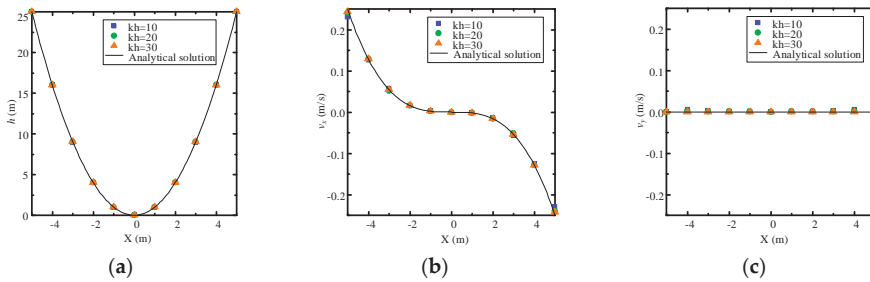 25
20
15
10
5
0
h (m)
kh=10
kh=20
kh=30
Analytical solution
-4
-2
0
2
4
X (m)
(a)
0.2
0.1
0.0
-0.1
-0.2
vx (m/s)
kh=10
kh=20
kh=30
Analytical solution
-4
-2
0
2
4
X (m)
(b)
0.2
0.1
0.0
-0.1
-0.2
vy (m/s)
kh=10
kh=20
kh=30
Analytical solution
-4
-2
0
2
4
X (m)
(c)